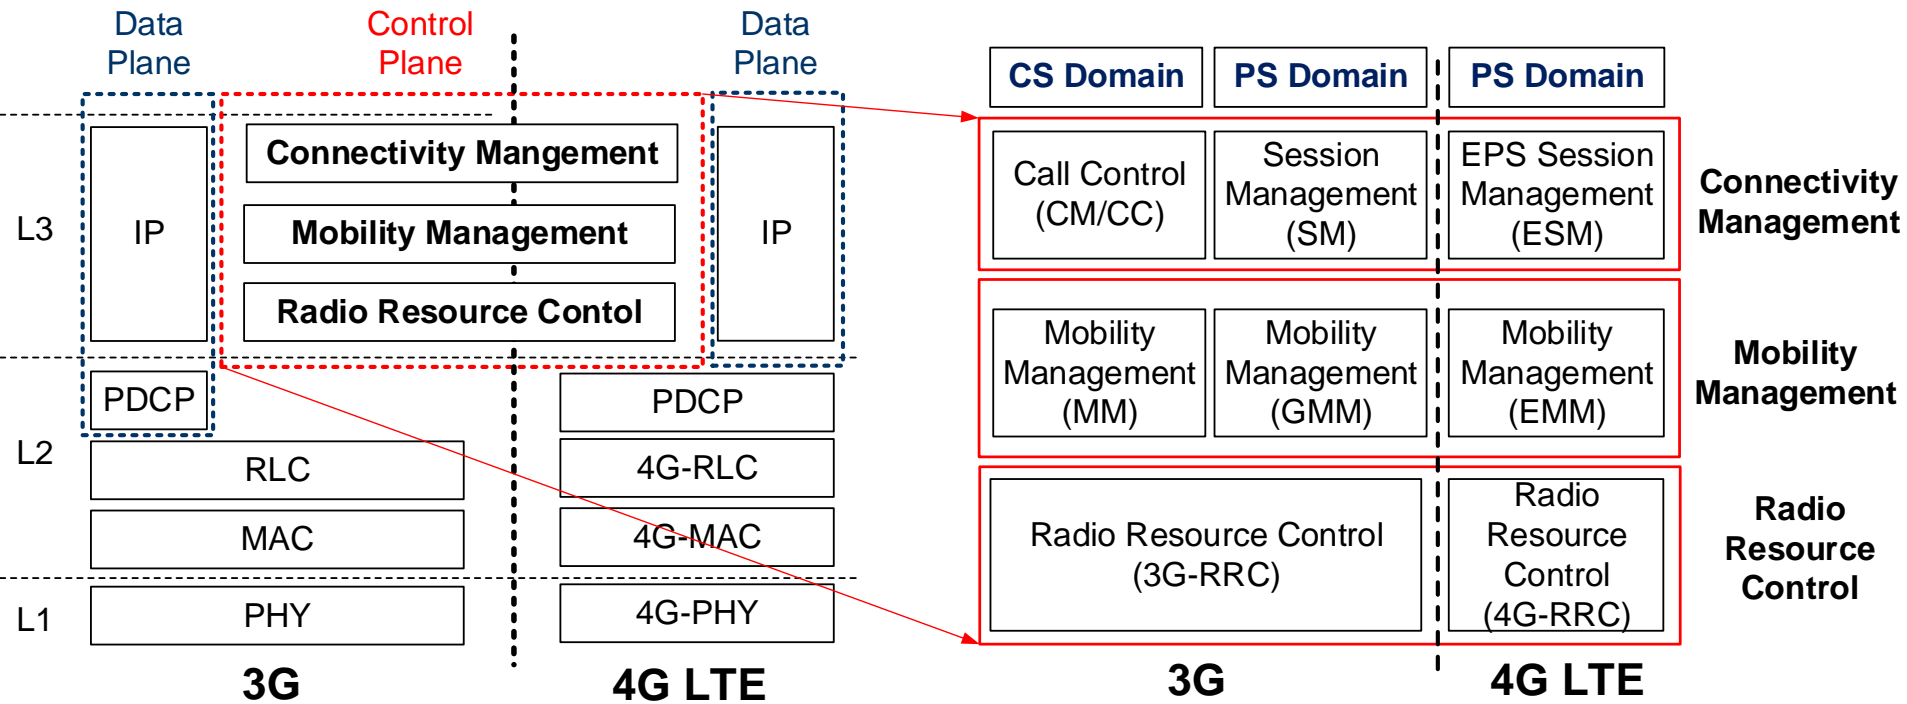 Data
Plane
Control
Plane
Data
Plane
L3
IP
Connectivity Mangement
Mobility Management
Radio Resource Contol
IP
L2
PDCP
PDCP
RLC
4G-RLC
MAC
4G-MAC
L1
PHY
4G-PHY
3G
4G LTE
CS Domain
PS Domain
PS Domain
Call Control
(CM/CC)
Session
Management
(SM)
EPS Session
Management
(ESM)
Connectivity
Management
Mobility
Management
(MM)
Mobility
Management
(GMM)
Mobility
Management
(EMM)
Mobility
Management
Radio Resource Control
(3G-RRC)
Radio
Resource
Control
(4G-RRC)
Radio
Resource
Control
3G
4G LTE